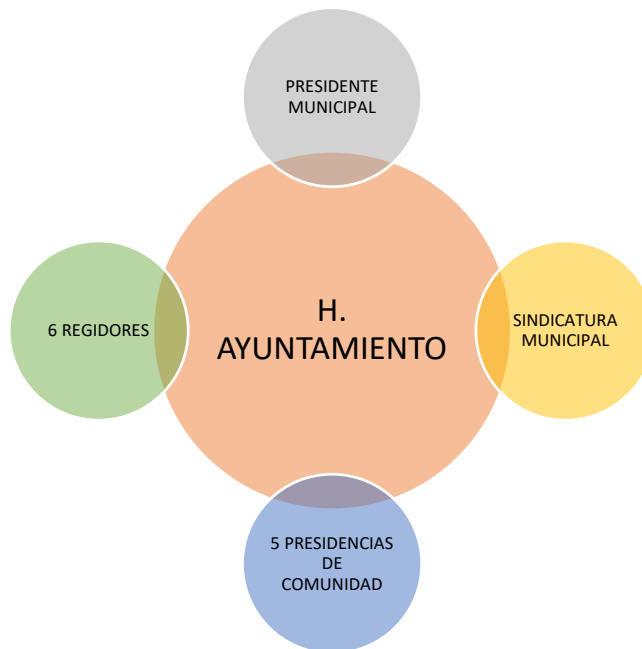 PRESIDENTE
MUNICIPAL
6 REGIDORES
H.
AYUNTAMIENTO
SINDICATURA
MUNICIPAL
5 PRESIDENCIAS
DE
COMUNIDAD